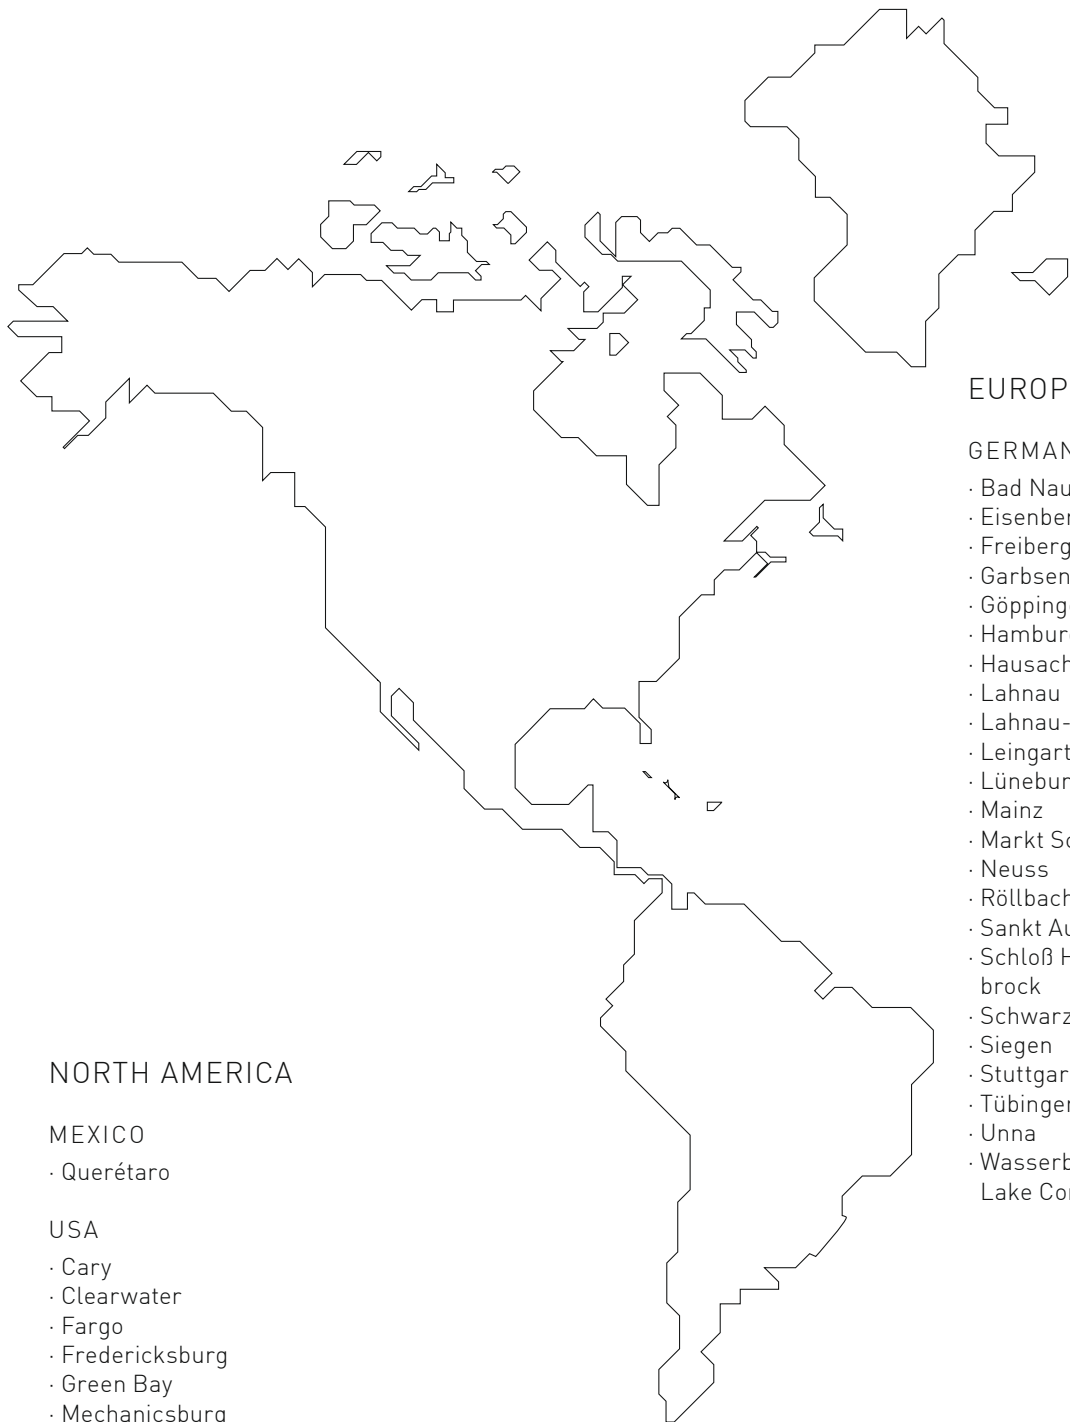 NORTH AMERICA
MEXICO
· Querétaro
USA
· Cary
· Clearwater
· Fargo
· Fredericksburg
· Green Bay
· Mechanicsburg
EUROP
GERMAN
· Bad Nau
· Eisenber
· Freiberg
· Garbsen
· Göpping
· Hambur
· Hausach
· Lahnau
· Lahnau-
· Leingart
· Lünebur
· Mainz
· Markt Sc
· Neuss
· Röllbach
· Sankt Au
· Schloß H
brock
· Schwarz
· Siegen
· Stuttgar
· Tübinger
· Unna
· Wasserb
Lake Cor